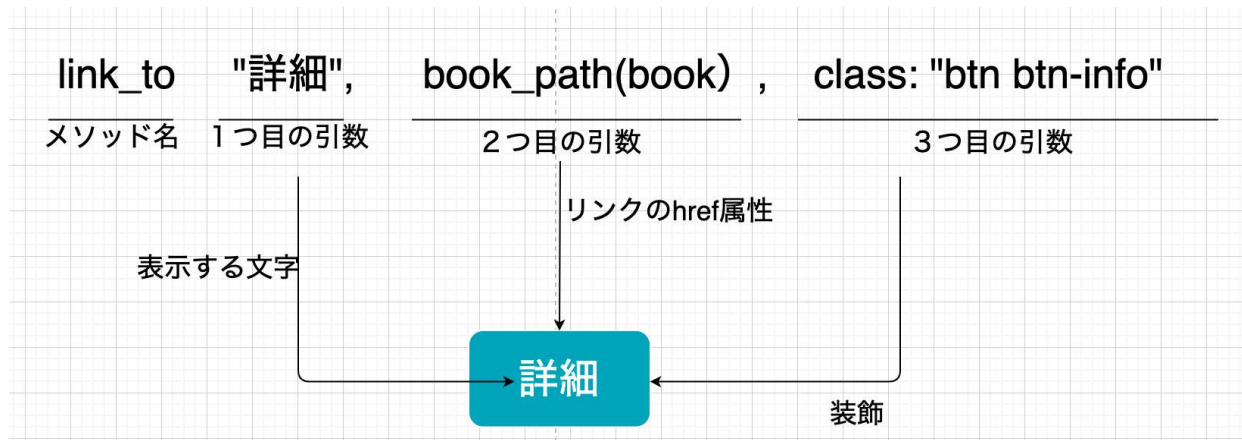 link_to "詳細", book_path(book） , class: "btn btn-info"
メソッド名 １つ目の引数 ２つ目の引数 ３つ目の引数
リンクのhref属性
表示する文字
詳細
装飾